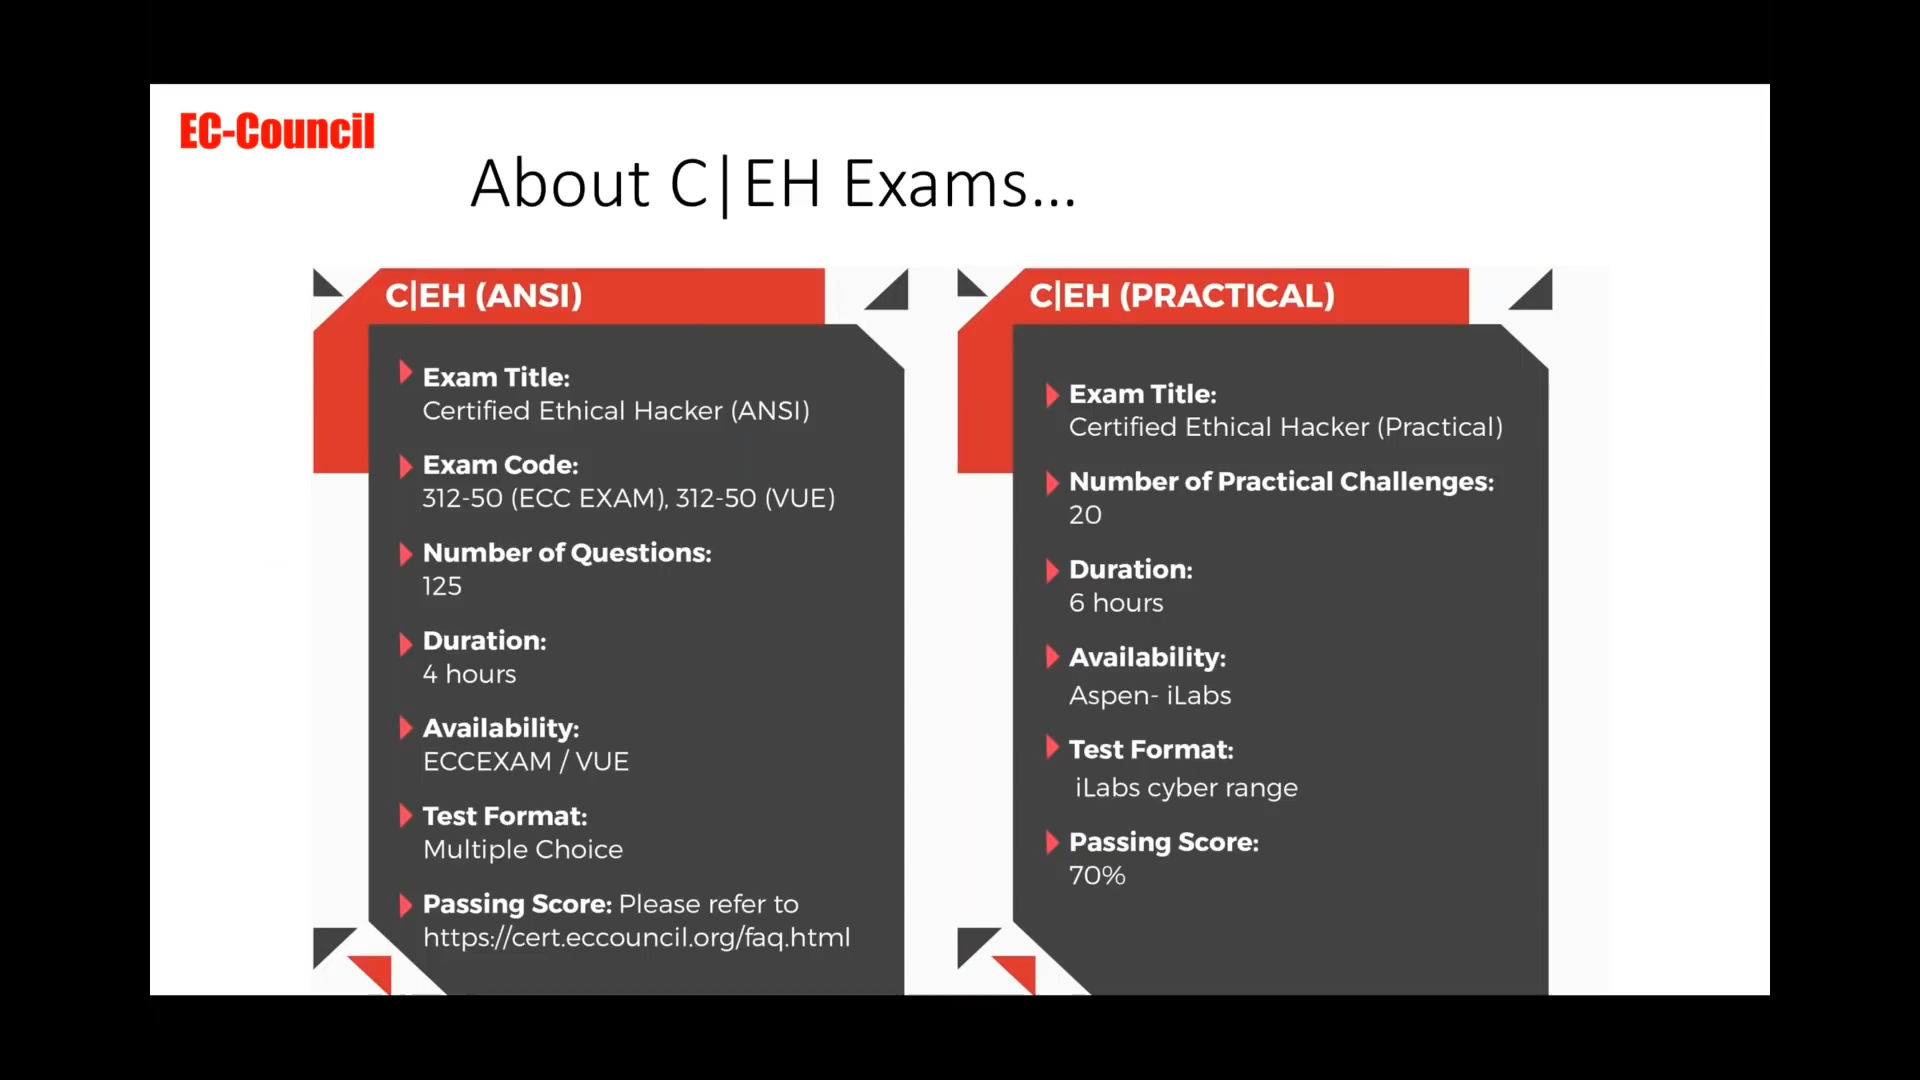 EC-Council
About C|EH Exams...
C|EH (ANSI)
Exam Title:
Certified Ethical Hacker (ANSI)
Exam Code:
312-50 (ECC EXAM), 312-50 (VUE)
Number of Questions:
125
Duration:
4 hours
Availability:
ECCEXAM / VUE
Test Format:
Multiple Choice
Passing Score: Please refer to
https://cert.eccouncil.org/faq.html
C|EH (PRACTICAL)
Exam Title:
Certified Ethical Hacker (Practical)
Number of Practical Challenges:
20
Duration:
6 hours
Availability:
Aspen- iLabs
Test Format:
iLabs cyber range
Passing Score:
70%